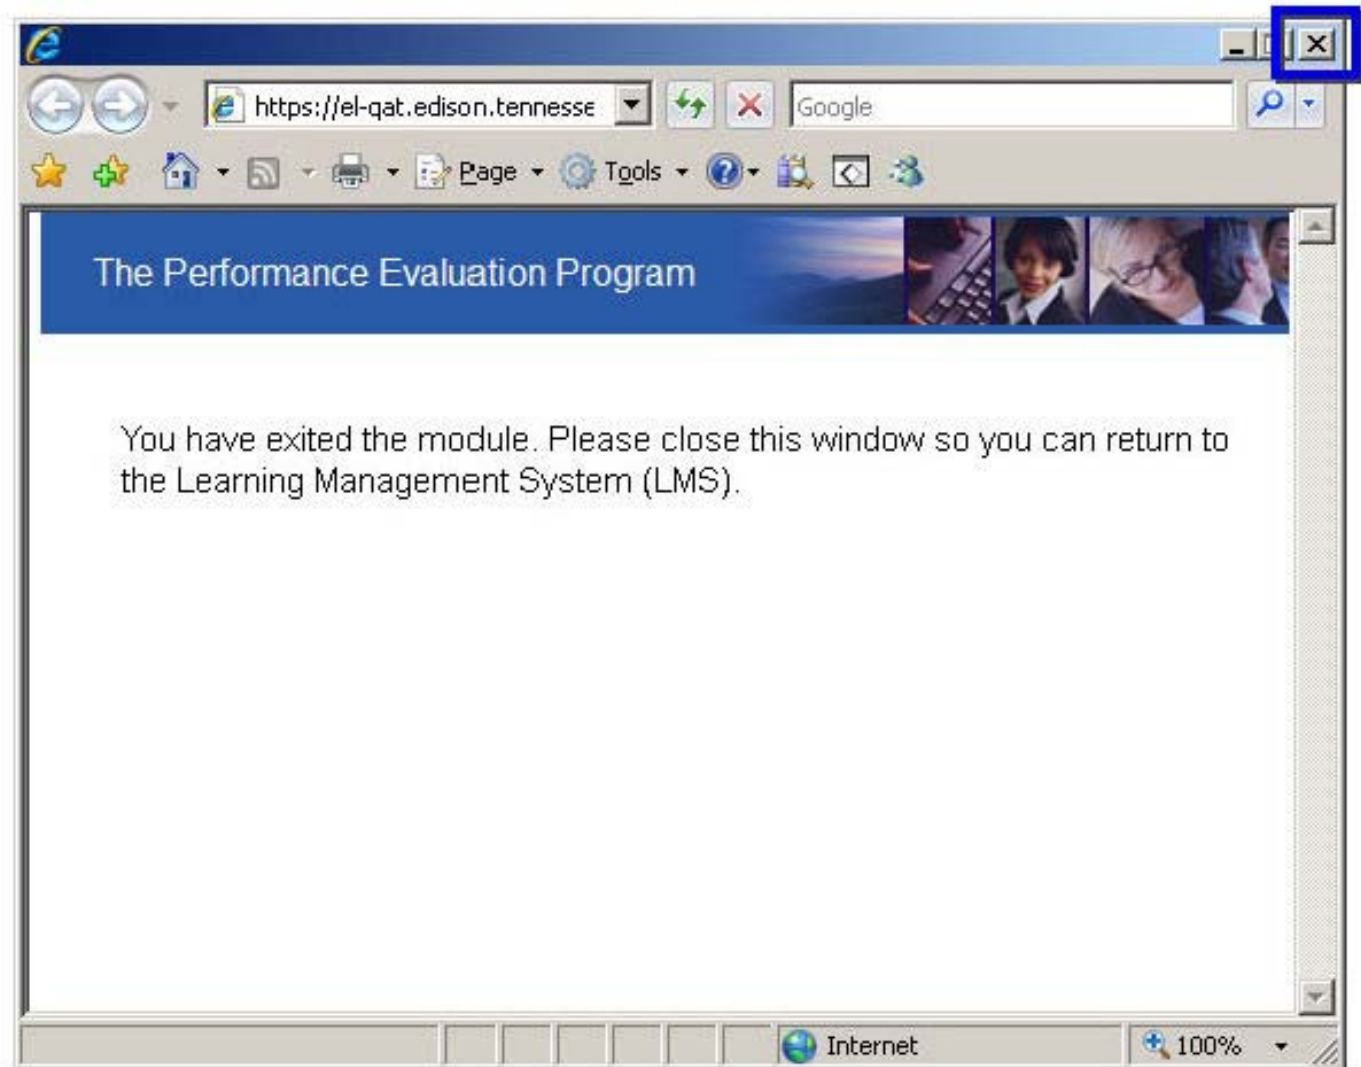 https://el-qat.edison.tennesse
Google
Page Tools
The Performance Evaluation Program
You have exited the module. Please close this window so you can return to
the Learning Management System (LMS).
Internet 100%